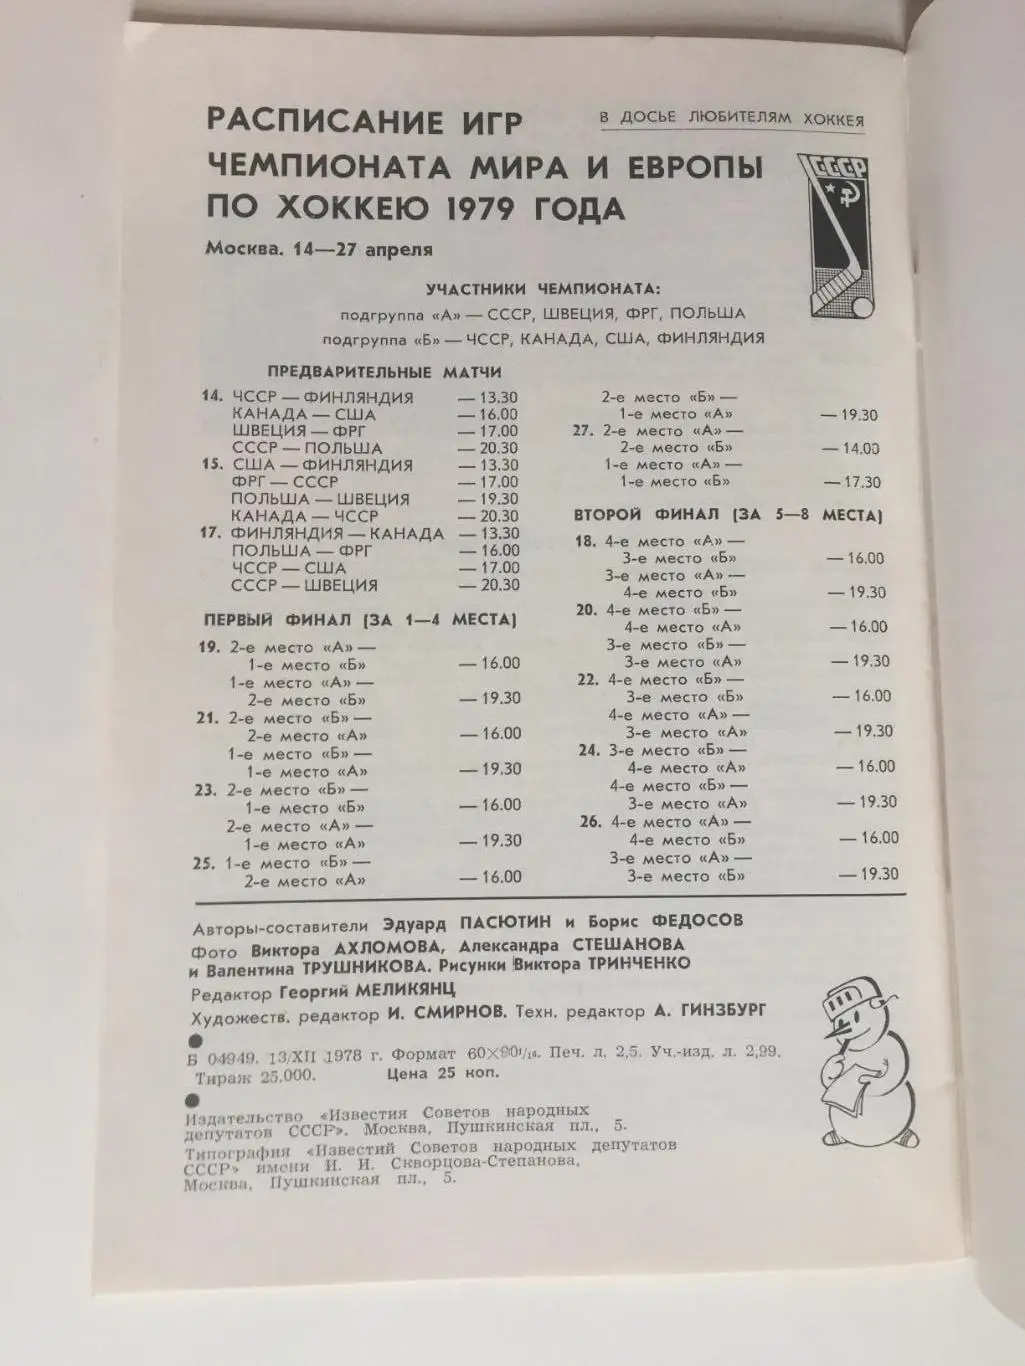 РАСПИСАНИЕ ИГР
В ДОСЬЕ ЛЮБИТЕЛЯМ ХОККЕЯ
ЧЕМПИОНАТА МИРА И ЕВРОПЫ
ПО ХОККЕЮ 1979 ГОДА
СССР
Москва. 14—27 апреля
УЧАСТНИКИ ЧЕМПИОНАТА:
подгруппа «А» — СССР, ШВЕЦИЯ, ФРГ, ПОЛЬША
подгруппа «Б» — ЧССР, КАНАДА, США, ФИНЛЯНДИЯ
ПРЕДВАРИТЕЛЬНЫЕ МАТЧИ
14. ЧССР — ФИНЛЯНДИЯ — 13.30
КАНАДА — США — 16.00
ШВЕЦИЯ — ФРГ — 17.00
СССР — ПОЛЬША — 20.30
15. США — ФИНЛЯНДИЯ — 13.30
ФРГ — СССР — 17.00
ПОЛЬША — ШВЕЦИЯ — 19.30
КАНАДА — ЧССР — 20.30
17. ФИНЛЯНДИЯ — КАНАДА — 13.30
ПОЛЬША — ФРГ — 16.00
ЧССР — США — 17.00
СССР — ШВЕЦИЯ — 20.30
ПЕРВЫЙ ФИНАЛ (ЗА 1—4 МЕСТА)
19. 2-е место «А» —
1-е место «Б» — 16.00
1-е место «А» —
2-е место «Б» — 19.30
21. 2-е место «Б» —
2-е место «А» — 16.00
1-е место «Б» —
1-е место «А» — 19.30
23. 2-е место «Б» —
1-е место «Б» — 16.00
2-е место «А» —
1-е место «А» — 19.30
25. 1-е место «Б» —
2-е место «А» — 16.00
2-е место «Б» —
1-е место «А» — 19.30
27. 2-е место «А» —
2-е место «Б» — 14.00
1-е место «А» —
1-е место «Б» — 17.30
ВТОРОЙ ФИНАЛ (ЗА 5—8 МЕСТА)
18. 4-е место «А» —
3-е место «Б» — 16.00
3-е место «А» —
4-е место «Б» — 19.30
20. 4-е место «Б» —
4-е место «А» — 16.00
3-е место «Б» —
3-е место «А» — 19.30
22. 4-е место «Б» —
3-е место «Б» — 16.00
4-е место «А» —
3-е место «А» — 19.30
24. 3-е место «Б» —
4-е место «А» — 16.00
4-е место «Б» —
3-е место «А» — 19.30
26. 4-е место «А» —
4-е место «Б» — 16.00
3-е место «А» —
3-е место «Б» — 19.30
Авторы-составители Эдуард ПАСЮТИН и Борис ФЕДОСОВ
Фото Виктора АХЛОМОВА, Александра СТЕШАНОВА
и Валентина ТРУШНИКОВА. Рисунки Виктора ТРИНЧЕНКО
Редактор Георгий МЕЛИКЯНЦ
Художеств. редактор И. СМИРНОВ. Техн. редактор А. ГИНЗБУРГ
Б 04949. 13/XII 1978 г. Формат 60×90¹/₁₆. Печ. л. 2,5. Уч.-изд. л. 2,99.
Тираж 25.000. Цена 25 коп.
Издательство «Известия Советов народных
депутатов СССР». Москва, Пушкинская пл., 5.
Типография «Известий Советов народных депутатов
СССР» имени И. И. Скворцова-Степанова,
Москва, Пушкинская пл., 5.